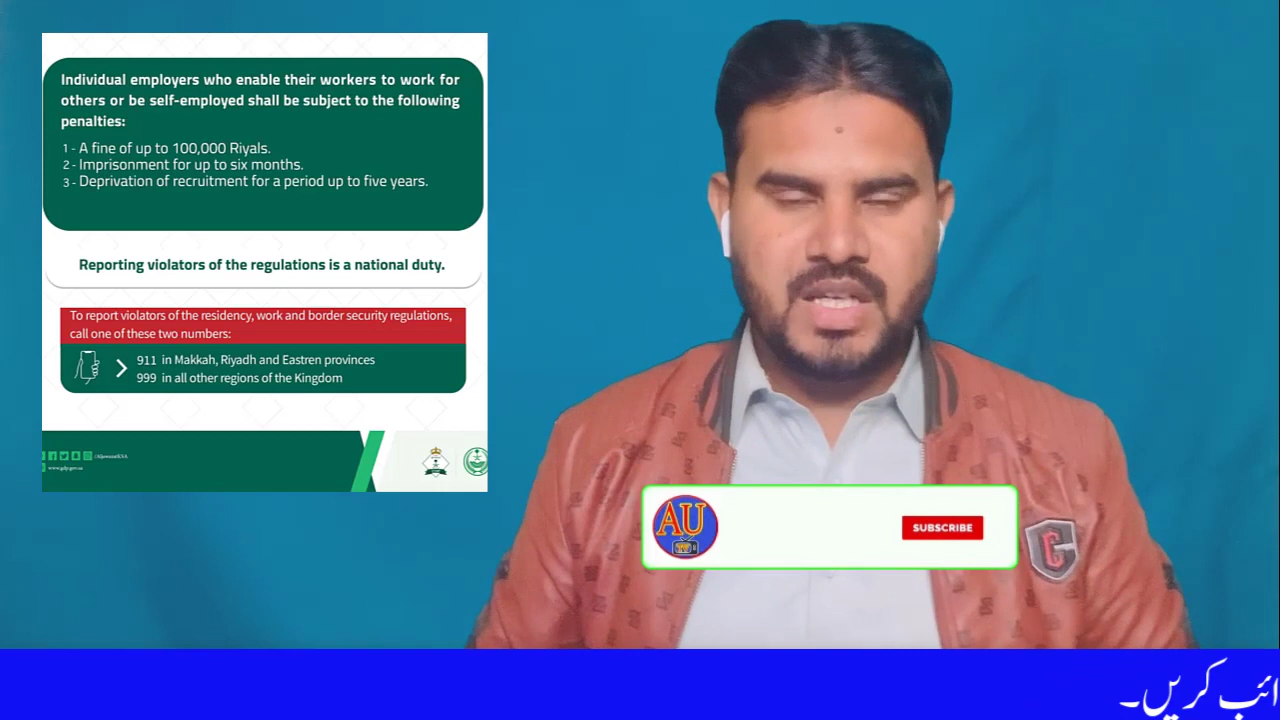 Individual employers who enable their workers to work for
others or be self-employed shall be subject to the following
penalties:
1 - A fine of up to 100,000 Riyals.
2 - Imprisonment for up to six months.
3 - Deprivation of recruitment for a period up to five years.
Reporting violators of the regulations is a national duty.
To report violators of the residency, work and border security regulations,
call one of these two numbers:
911 in Makkah, Riyadh and Eastren provinces
999 in all other regions of the Kingdom
www.gdp.gov.sa
AU
SUBSCRIBE
ائب کریں۔